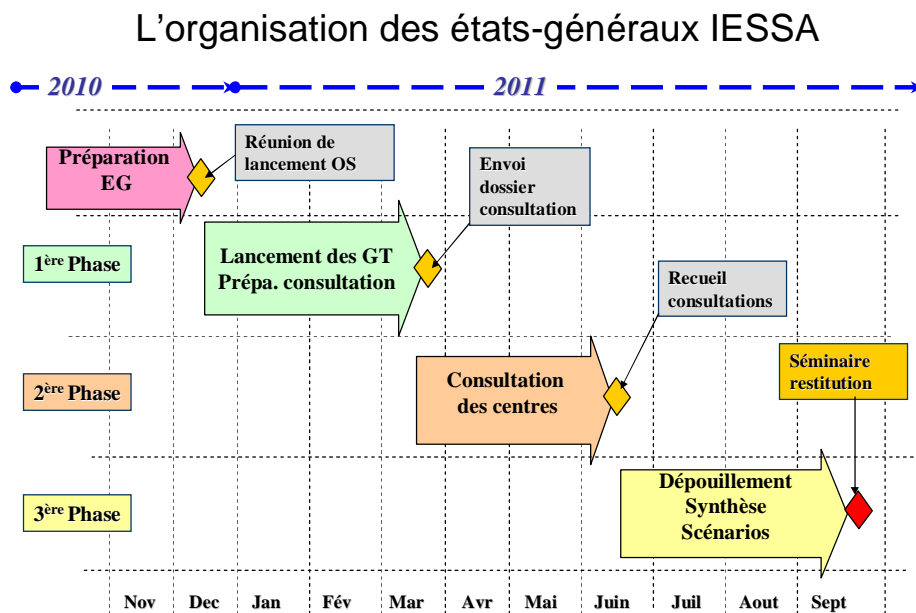 L'organisation des états-généraux IESSA
2010
2011
Préparation
EG
Réunion de
lancement OS
Envoi
dossier
consultation
1ère Phase
Lancement des GT
Prépa. consultation
Recueil
consultations
2ère Phase
Consultation
des centres
Séminaire
restitution
3ère Phase
Dépouillement
Synthèse
Scénarios
Nov Dec Jan Fév Mar Avr Mai Juin Juil Aout Sept